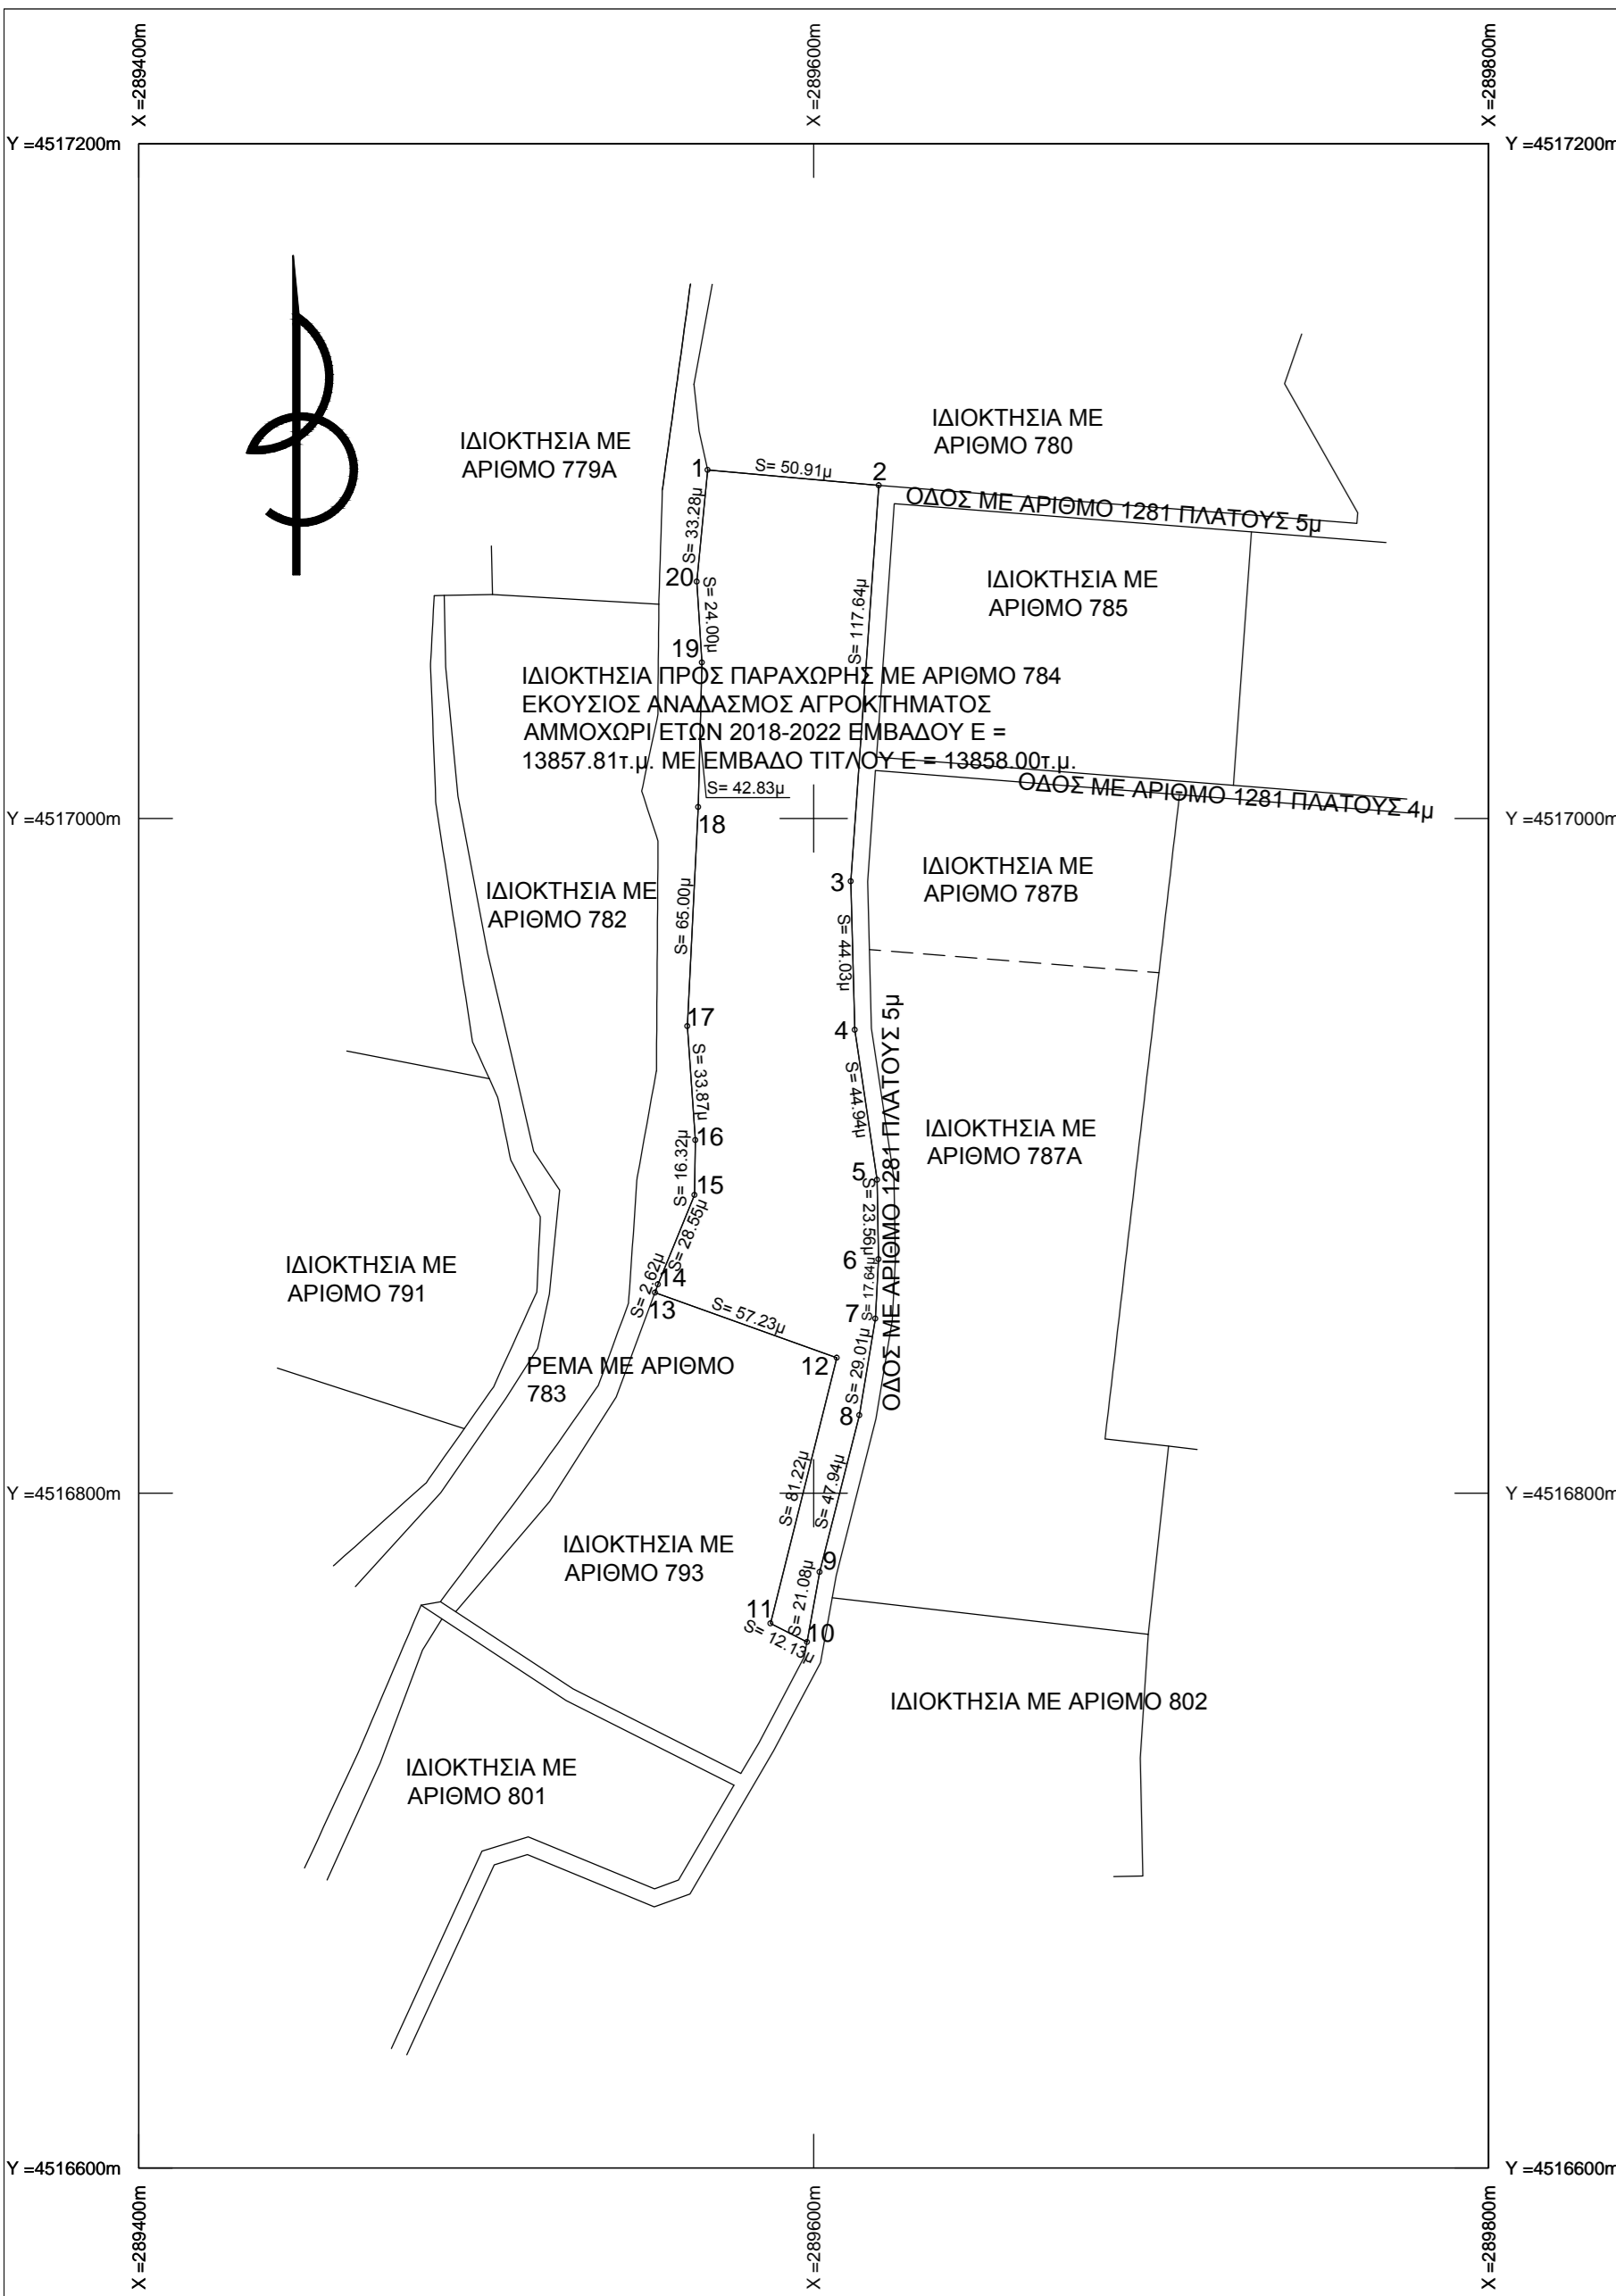 X =289400m
X =289600m
X =289800m
Y =4517200m
Y =4517200m
ΙΔΙΟΚΤΗΣΙΑ ΜΕ
ΑΡΙΘΜΟ 780
ΙΔΙΟΚΤΗΣΙΑ ΜΕ
ΑΡΙΘΜΟ 779Α
1
S= 50.91μ
2
ΟΔΟΣ ΜΕ ΑΡΙΘΜΟ 1281 ΠΛΑΤΟΥΣ 5μ
S= 33.28μ
20
S= 24.00μ
S= 117.64μ
ΙΔΙΟΚΤΗΣΙΑ ΜΕ
ΑΡΙΘΜΟ 785
19
ΙΔΙΟΚΤΗΣΙΑ ΠΡΟΣ ΠΑΡΑΧΩΡΗΣ ΜΕ ΑΡΙΘΜΟ 784
ΕΚΟΥΣΙΟΣ ΑΝΑΔΑΣΜΟΣ ΑΓΡΟΚΤΗΜΑΤΟΣ
ΑΜΜΟΧΩΡΙ ΕΤΩΝ 2018-2022 ΕΜΒΑΔΟΥ Ε =
13857.81τ.μ. ΜΕ ΕΜΒΑΔΟ ΤΙΤΛΟΥ Ε = 13858.00τ.μ.
S= 42.83μ
ΟΔΟΣ ΜΕ ΑΡΙΘΜΟ 1281 ΠΛΑΤΟΥΣ 4μ
Y =4517000m
18
Y =4517000m
3
ΙΔΙΟΚΤΗΣΙΑ ΜΕ
ΑΡΙΘΜΟ 787Β
ΙΔΙΟΚΤΗΣΙΑ ΜΕ
ΑΡΙΘΜΟ 782
S= 65.00μ
S= 44.03μ
17
4
S= 33.87μ
S= 44.94μ
ΟΔΟΣ ΜΕ ΑΡΙΘΜΟ 1281 ΠΛΑΤΟΥΣ 5μ
ΙΔΙΟΚΤΗΣΙΑ ΜΕ
ΑΡΙΘΜΟ 787Α
16
S= 16.32μ
15
5
S= 23.56μ
S= 28.55μ
6
ΙΔΙΟΚΤΗΣΙΑ ΜΕ
ΑΡΙΘΜΟ 791
14
S= 2.62μ
13
S= 17.64μ
7
S= 57.23μ
12
S= 29.01μ
ΡΕΜΑ ΜΕ ΑΡΙΘΜΟ
783
8
S= 81.22μ
S= 47.94μ
Y =4516800m
Y =4516800m
ΙΔΙΟΚΤΗΣΙΑ ΜΕ
ΑΡΙΘΜΟ 793
9
S= 21.08μ
11
10
S= 12.13μ
ΙΔΙΟΚΤΗΣΙΑ ΜΕ ΑΡΙΘΜΟ 802
ΙΔΙΟΚΤΗΣΙΑ ΜΕ
ΑΡΙΘΜΟ 801
Y =4516600m
Y =4516600m
X =289400m
X =289600m
X =289800m